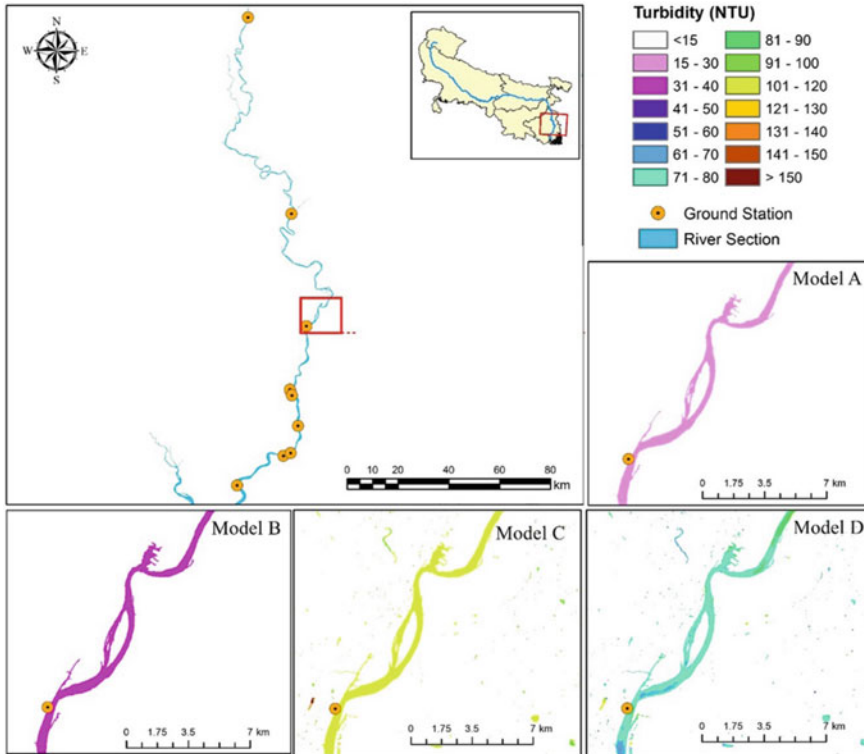 N
W E
S
0 10 20 40 60 80
km
Turbidity (NTU)
<15
15 - 30
31 - 40
41 - 50
51 - 60
61 - 70
71 - 80
81 - 90
91 - 100
101 - 120
121 - 130
131 - 140
141 - 150
> 150
Ground Station
River Section
Model A
0 1.75 3.5 7 km
Model B
0 1.75 3.5 7 km
Model C
0 1.75 3.5 7 km
Model D
0 1.75 3.5 7 km